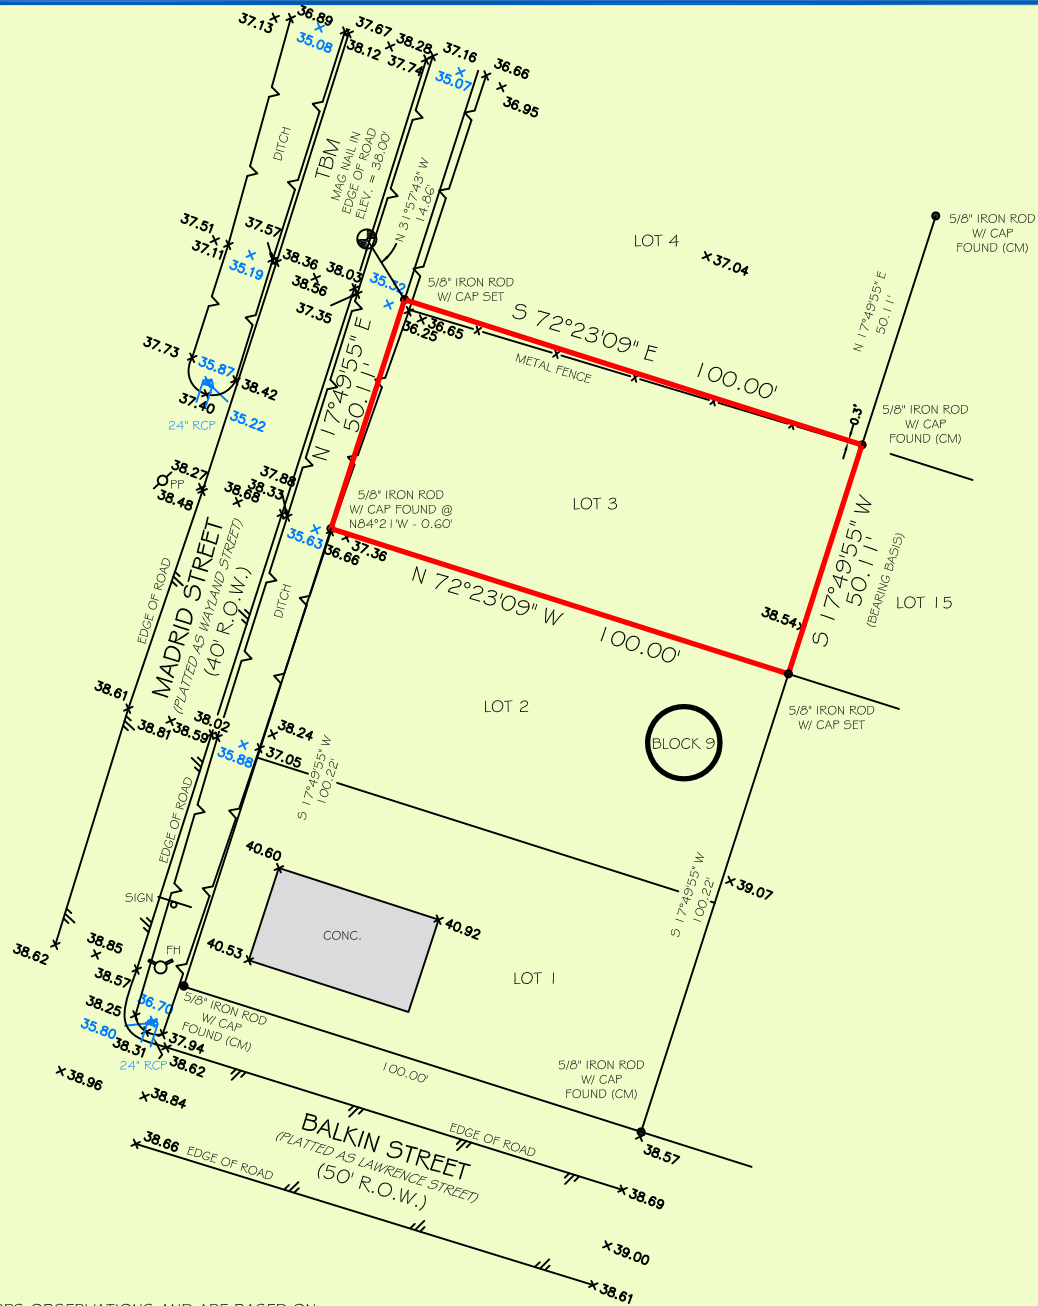 36.89
37.13
35.08
37.67
38.12
38.28
37.74
37.16
35.07
36.66
36.95
DITCH
TBM
MAG NAIL IN
EDGE OF ROAD
ELEV. = 38.00'
N 31°57'43" W
14.86'
5/8" IRON ROD
W/ CAP
FOUND (CM)
LOT 4
37.04
37.51
37.11
35.19
37.57
38.36
38.56
38.03
37.35
35.32
5/8" IRON ROD
W/ CAP SET
36.65
36.25
N 17°49'55" E
50.11'
S 72°23'09" E
100.00'
METAL FENCE
N 17°49'55" E
50.11'
37.73
35.87
38.42
37.40
35.22
24" RCP
0.3'
5/8" IRON ROD
W/ CAP
FOUND (CM)
38.27
PP
38.48
37.88
38.33
38.68
5/8" IRON ROD
W/ CAP FOUND @
N84°21'W - 0.60'
LOT 3
35.63
37.36
36.66
N 72°23'09" W
100.00'
S 17°49'55" W
50.11'
(BEARING BASIS)
LOT 15
38.54
EDGE OF ROAD
MADRID STREET
(PLATTED AS WAYLAND STREET)
(40' R.O.W.)
DITCH
38.61
38.81
38.59
38.02
35.88
38.24
37.05
LOT 2
BLOCK 9
5/8" IRON ROD
W/ CAP SET
S 17°49'55" W
100.22'
EDGE OF ROAD
S 17°49'55" W
100.22'
39.07
40.60
40.92
CONC.
40.53
SIGN
FH
38.62
38.85
38.57
LOT 1
38.25
36.70
35.80
38.31
37.94
38.62
24" RCP
5/8" IRON ROD
W/ CAP
FOUND (CM)
100.00'
5/8" IRON ROD
W/ CAP
FOUND (CM)
38.96
38.84
38.57
BALKIN STREET
(PLATTED AS LAWRENCE STREET)
(50' R.O.W.)
EDGE OF ROAD
38.66
EDGE OF ROAD
38.69
39.00
38.61
OBSERVATIONS AND ARE BASED ON